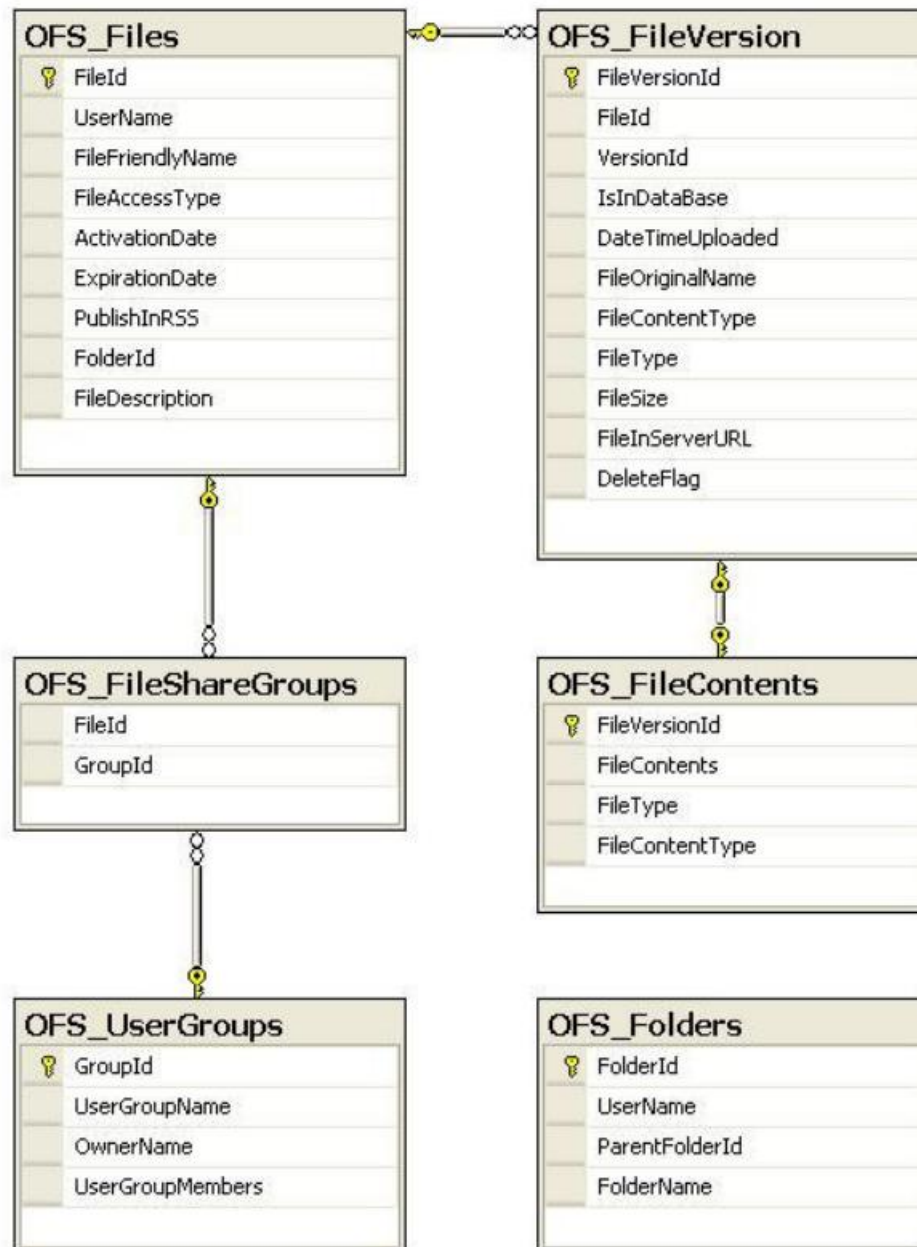 OFS_Files
FileId
UserName
FileFriendlyName
FileAccessType
ActivationDate
ExpirationDate
PublishInRSS
FolderId
FileDescription
OFS_FileVersion
FileVersionId
FileId
VersionId
IsInDataBase
DateTimeUploaded
FileOriginalName
FileContentType
FileType
FileSize
FileInServerURL
DeleteFlag
OFS_FileShareGroups
FileId
GroupId
OFS_FileContents
FileVersionId
FileContents
FileType
FileContentType
OFS_UserGroups
GroupId
UserGroupName
OwnerName
UserGroupMembers
OFS_Folders
FolderId
UserName
ParentFolderId
FolderName